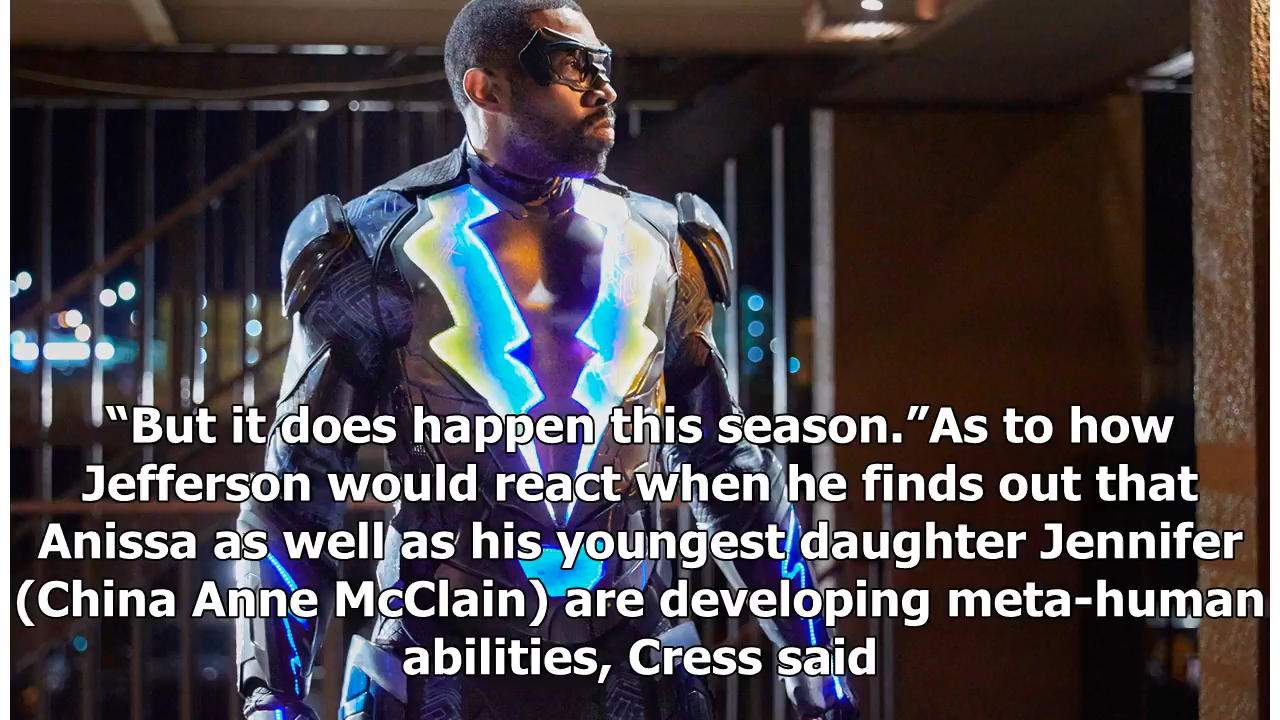 “But it does happen this season.”As to how
Jefferson would react when he finds out that
Anissa as well as his youngest daughter Jennifer
(China Anne McClain) are developing meta-human
abilities, Cress said